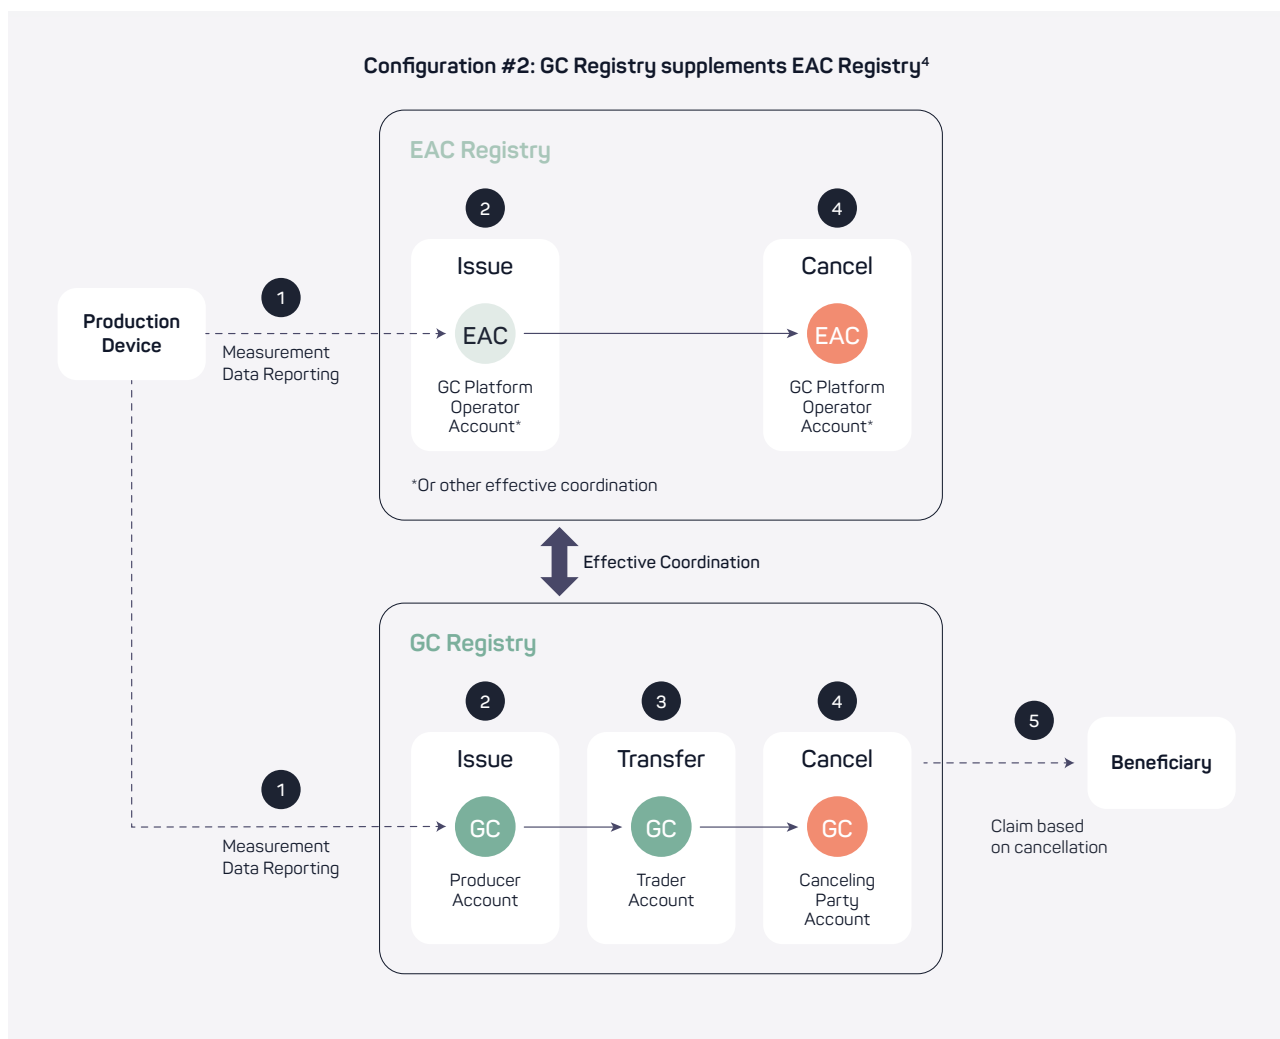 Configuration #2: GC Registry supplements EAC Registry⁴
EAC Registry
2
4
Issue
Cancel
1
Production
Device
EAC
EAC
Measurement
Data Reporting
GC Platform
Operator
Account*
GC Platform
Operator
Account*
*Or other effective coordination
Effective Coordination
GC Registry
2
3
4
5
Issue
Transfer
Cancel
Beneficiary
1
GC
GC
GC
Measurement
Data Reporting
Producer
Account
Trader
Account
Canceling
Party
Account
Claim based
on cancellation